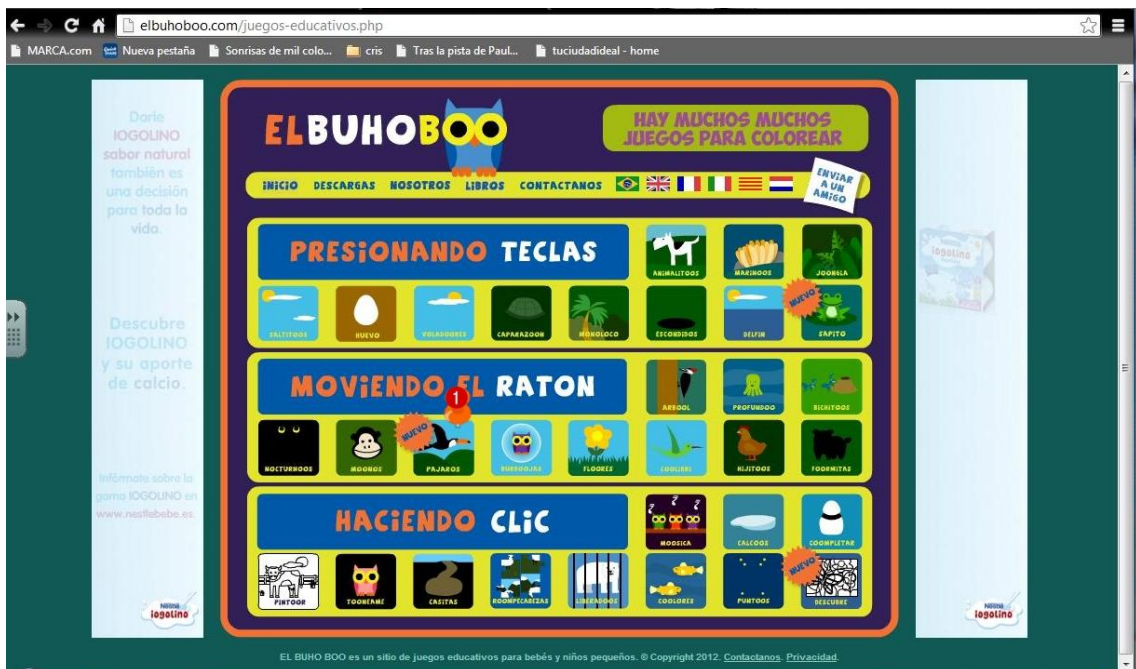 elbuhoboo.com/juegos-educativos.php
MARCA.com Nueva pestaña Sonrisas de mil colo... cris Tras la pista de Paul... tuciudadideal - home
Darle
IOGOLINO
sabor natural
también es
una decisión
para toda la
vida.
Descubre
IOGOLINO
y su aporte
de calcio.
Infórmate sobre la
gama IOGOLINO en
www.nestlebebe.es
Nestlé
iogolino
ELBUHOBOO
HAY MUCHOS MUCHOS
JUEGOS PARA COLOREAR
INICIO DESCARGAS NOSOTROS LIBROS CONTACTANOS
ENVIAR
A UN
AMIGO
PRESIONANDO TECLAS
ANIMALITOOS MARINOOS JOONGLA
SALTITOOS HUEVO VOLADOORES CAPARAZOON MONOLOCO ESCONDIDOS DELFIN SAPITO
NUEVO
MOVIENDO EL RATON
1
ARBOOL PROFUNDOO BICHITOOS
NOCTURNOOS MOONOS PAJAROS BURBOOJAS FLOORES COOLIBRI HIJITOOS FOORMITAS
NUEVO
HACIENDO CLIC
MOOSICA CALCOOS COOMPLETAR
PINTOOR TOONEAME CASITAS ROOMPECABEZAS LIBERADOOS COOLORES PUNTOOS DESCUBRE
NUEVO
iogolino
Nestlé
iogolino
EL BUHO BOO es un sitio de juegos educativos para bebés y niños pequeños. © Copyright 2012. Contactanos. Privacidad.